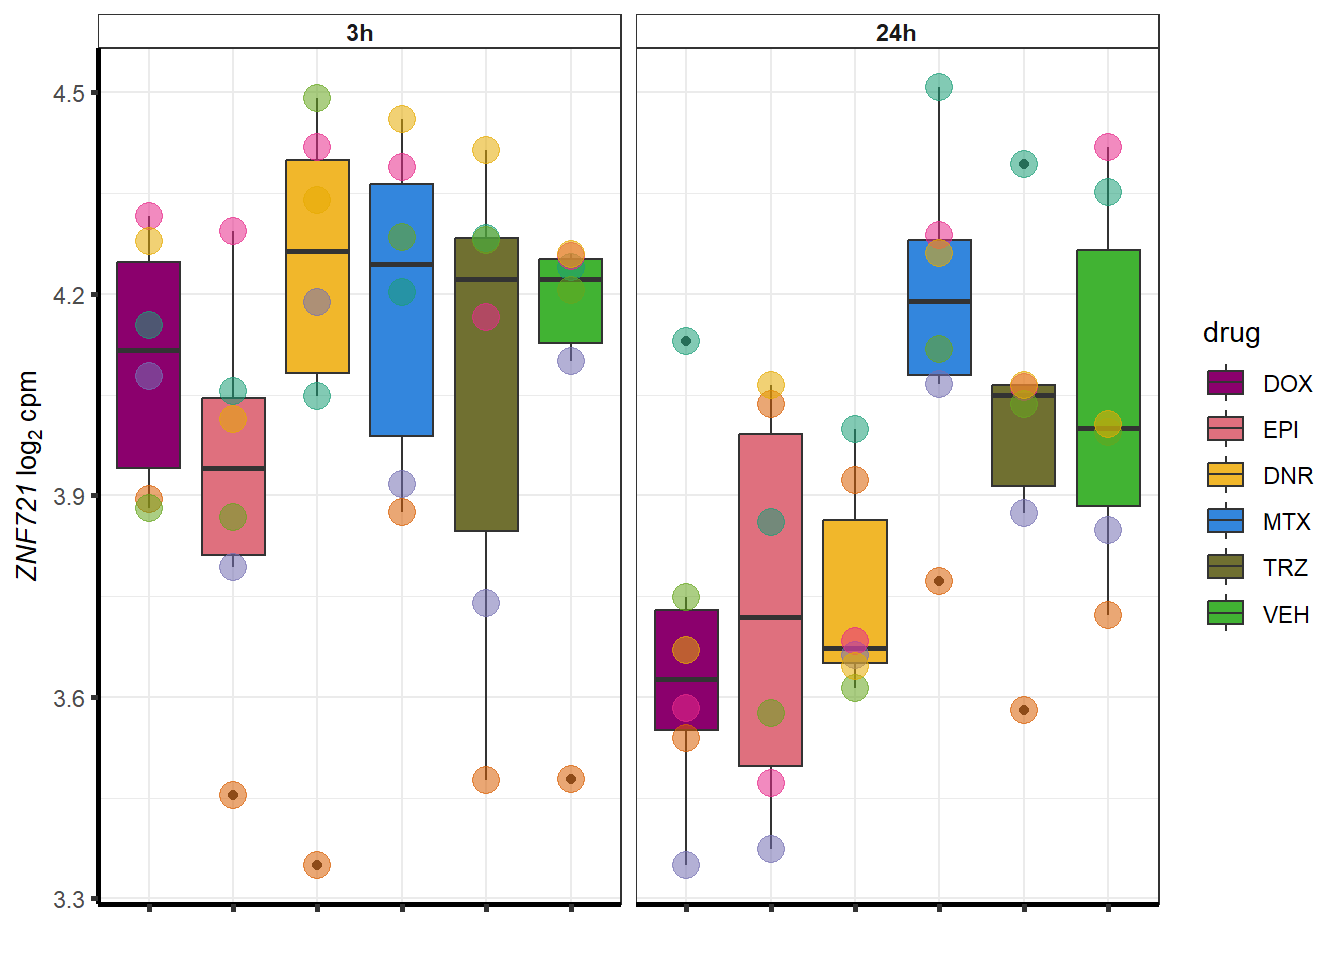 3h
24h
4.5
4.2
3.9
3.6
3.3
ZNF721 log2 cpm
drug
DOX
EPI
DNR
MTX
TRZ
VEH